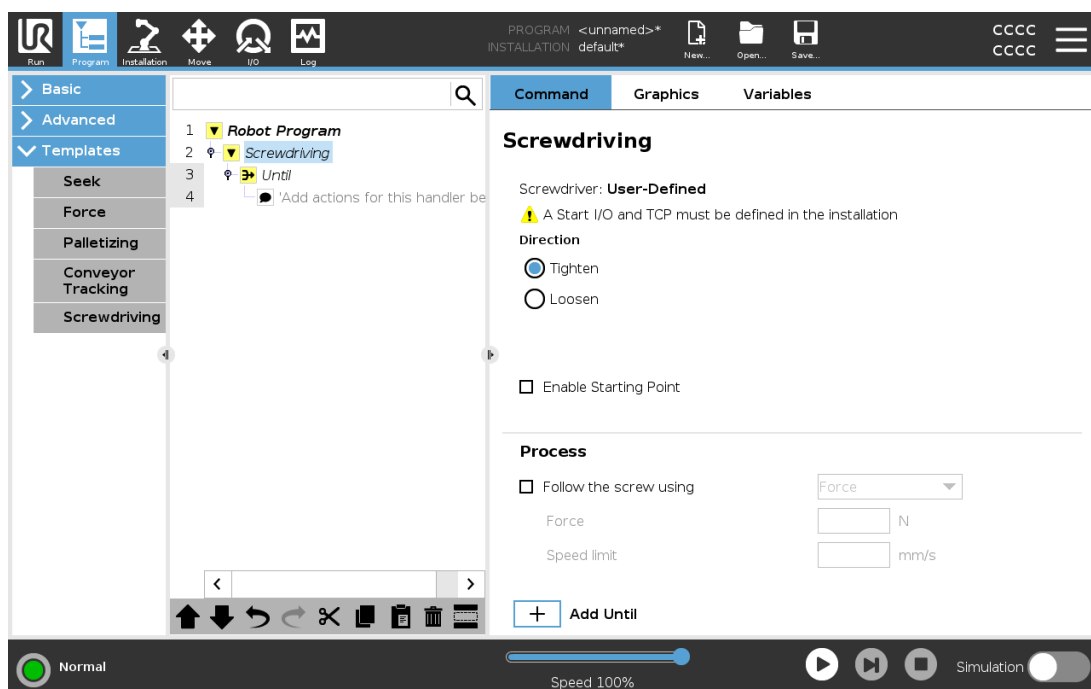 PROGRAM <unnamed>*
INSTALLATION default*
CCCC
CCCC
Run
Program
Installation
Move
I/O
Log
New...
Open...
Save...
Basic
Advanced
Templates
Seek
Force
Palletizing
Conveyor
Tracking
Screwdriving
1 Robot Program
2 Screwdriving
3 Until
4 'Add actions for this handler be
Command Graphics Variables
Screwdriving
Screwdriver: User-Defined
A Start I/O and TCP must be defined in the installation
Direction
Tighten
Loosen
Enable Starting Point
Process
Follow the screw using Force
Force N
Speed limit mm/s
+ Add Until
Normal
Speed 100%
Simulation